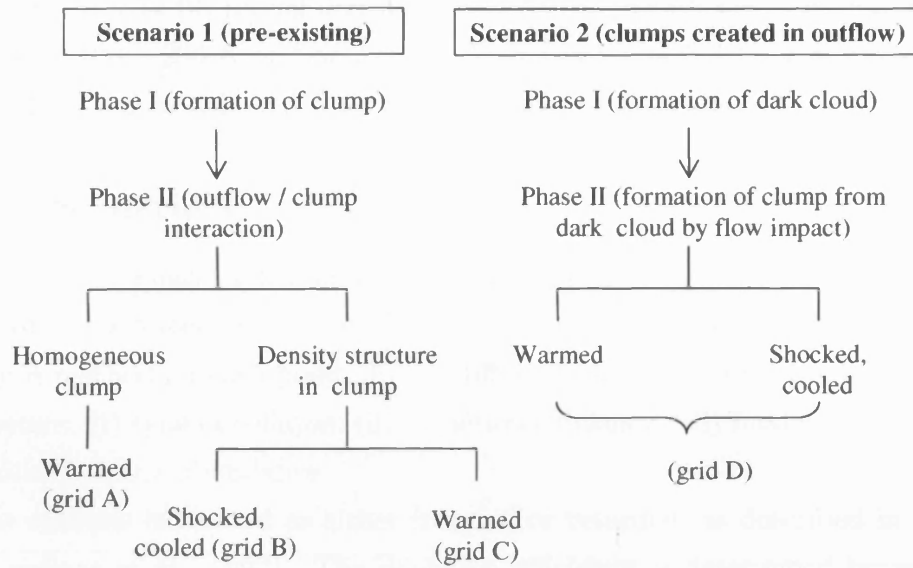 Scenario 1 (pre-existing)
Phase I (formation of clump)
Phase II (outflow / clump
interaction)
Homogeneous
clump
Density structure
in clump
Warmed
(grid A)
Shocked,
cooled (grid B)
Warmed
(grid C)
Scenario 2 (clumps created in outflow)
Phase I (formation of dark cloud)
Phase II (formation of clump from
dark cloud by flow impact)
Warmed
Shocked,
cooled
(grid D)